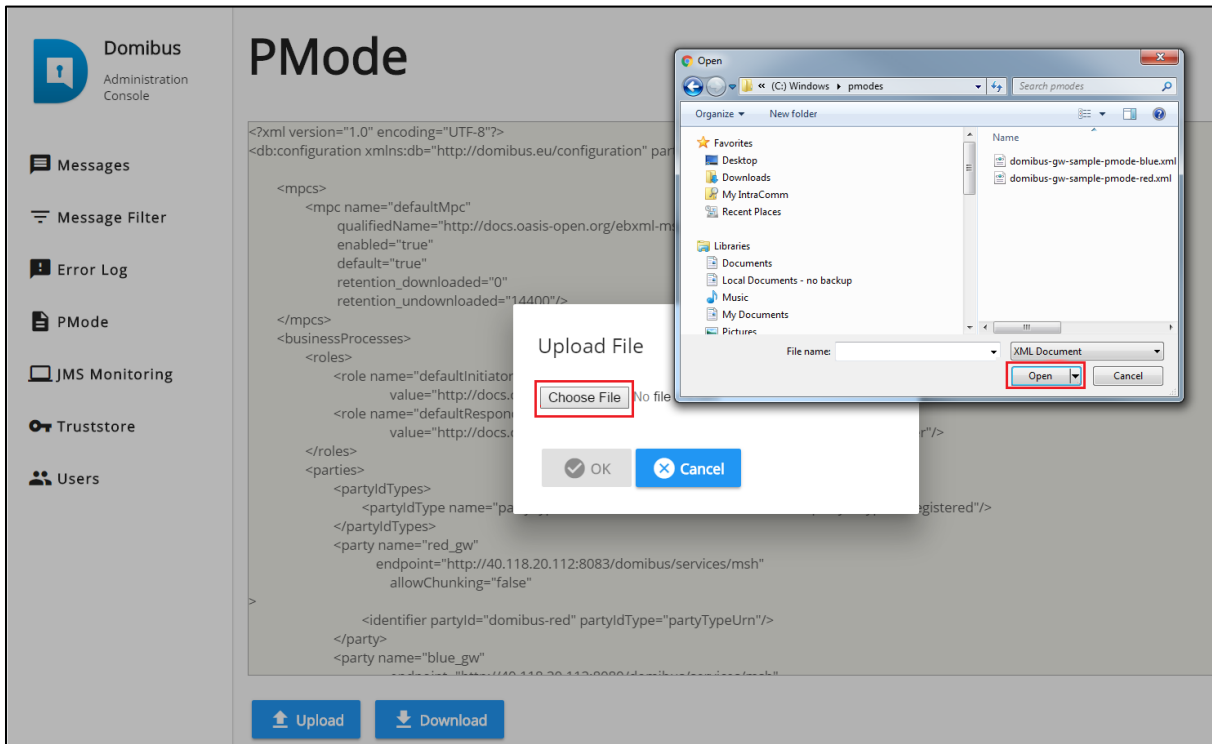 Domibus
Administration
Console
Messages
Message Filter
Error Log
PMode
JMS Monitoring
Truststore
Users
PMode
<?xml version="1.0" encoding="UTF-8"?>
<db:configuration xmlns:db="http://domibus.eu/configuration" par
<mpcs>
<mpc name="defaultMpc"
qualifiedName="http://docs.oasis-open.org/ebxml-m
enabled="true"
default="true"
retention_downloaded="0"
retention_undownloaded="14400"/>
</mpcs>
<businessProcesses>
<roles>
<role name="defaultInitiator
value="http://docs.
<role name="defaultRespon
value="http://docs. r"/>
</roles>
<parties>
<partyIdTypes>
<partyIdType name="pa egistered"/>
</partyIdTypes>
<party name="red_gw"
endpoint="http://40.118.20.112:8083/domibus/services/msh"
allowChunking="false"
>
<identifier partyId="domibus-red" partyIdType="partyTypeUrn"/>
</party>
<party name="blue_gw"
Upload
Download
Upload File
Choose File No file
OK
Cancel
Open
« (C:) Windows pmodes
Search pmodes
Organize
New folder
Favorites
Desktop
Downloads
My IntraComm
Recent Places
Libraries
Documents
Local Documents - no backup
Music
My Documents
Pictures
Name
domibus-gw-sample-pmode-blue.xml
domibus-gw-sample-pmode-red.xml
File name:
XML Document
Open
Cancel